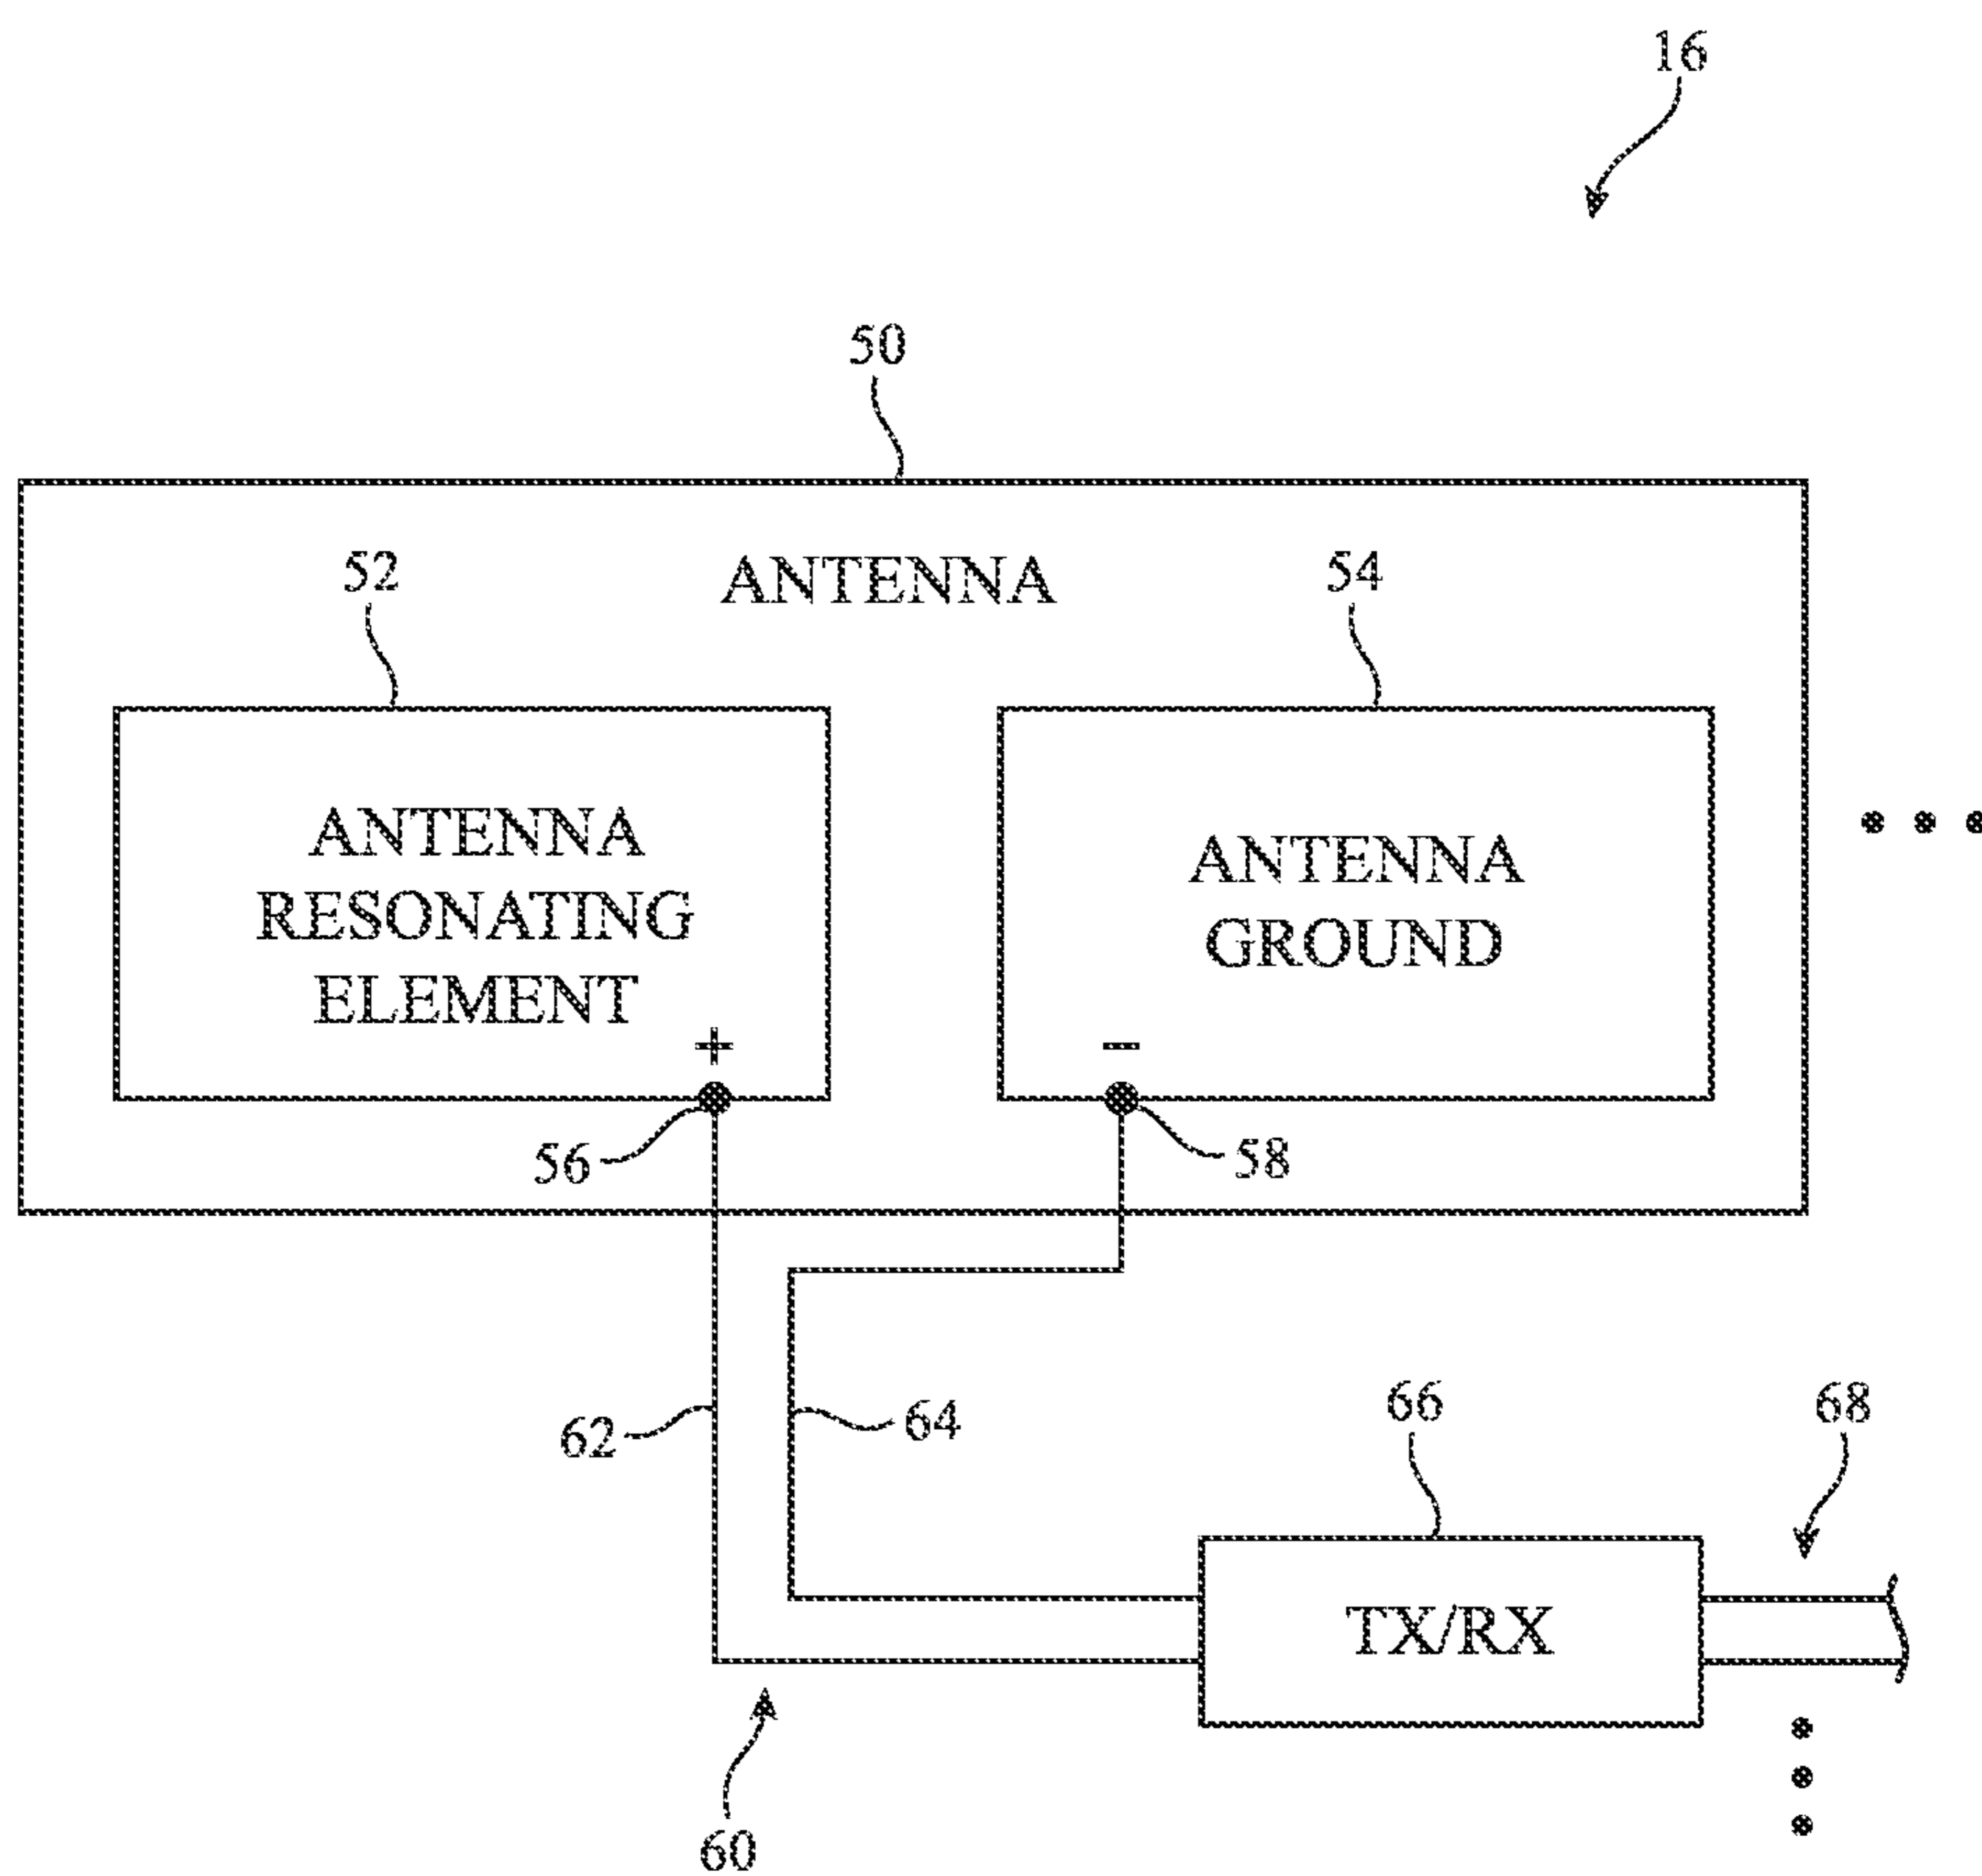 16
50
ANTENNA
52
54
ANTENNA
RESONATING
ELEMENT
ANTENNA
GROUND
+
−
56
58
62
64
66
68
TX/RX
60